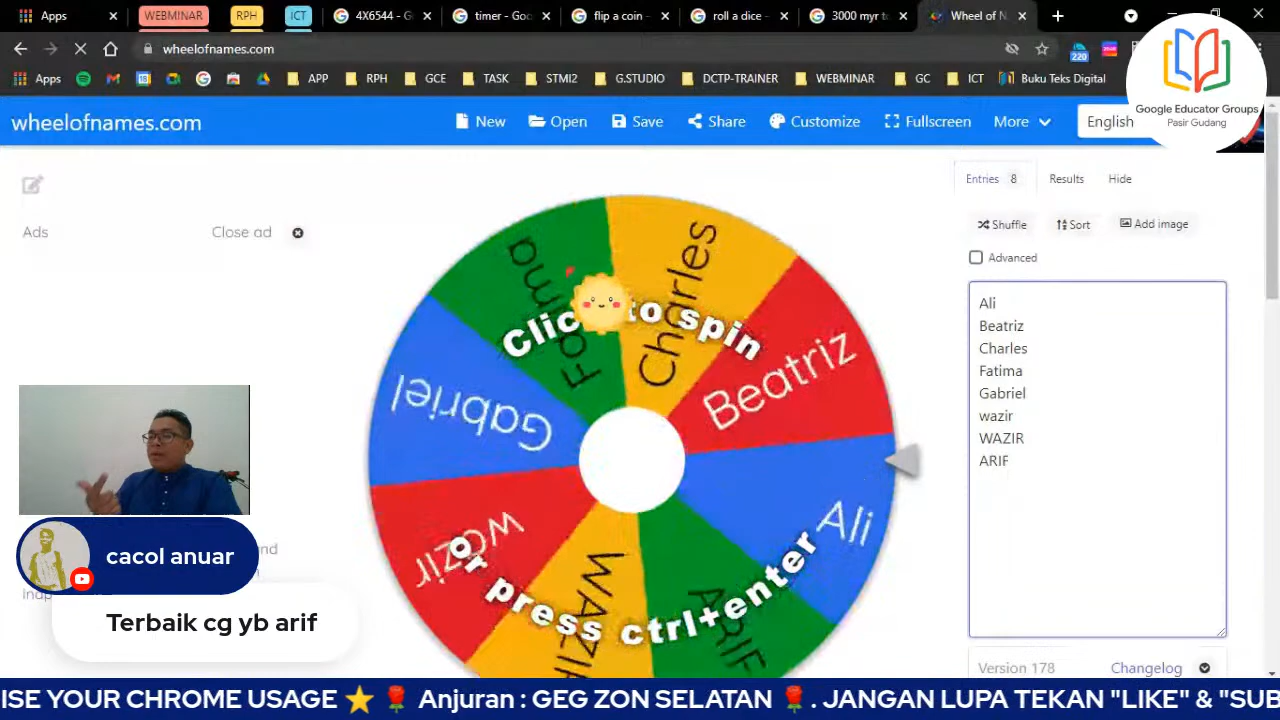 Apps
WEBMINAR
RPH
ICT
4X6544 - G
timer - Goo
flip a coin -
roll a dice -
3000 myr to
Wheel of N
wheelofnames.com
220
Apps
APP
RPH
GCE
TASK
STMI2
G.STUDIO
DCTP-TRAINER
WEBMINAR
GC
ICT
Buku Teks Digital
Google Educator Groups
Pasir Gudang
wheelofnames.com
New
Open
Save
Share
Customize
Fullscreen
More
English
Entries 8
Results
Hide
Shuffle
Sort
Add image
Advanced
Ads
Close ad
Ali
Beatriz
Charles
Fatima
Gabriel
wazir
WAZIR
ARIF
Charles
Beatriz
Ali
ARIF
WAZIR
wazir
Gabriel
or press ctrl+enter
cacol anuar
Terbaik cg yb arif
Version 178
Changelog
ISE YOUR CHROME USAGE ⭐ 🌹 Anjuran : GEG ZON SELATAN 🌹. JANGAN LUPA TEKAN "LIKE" & "SUB